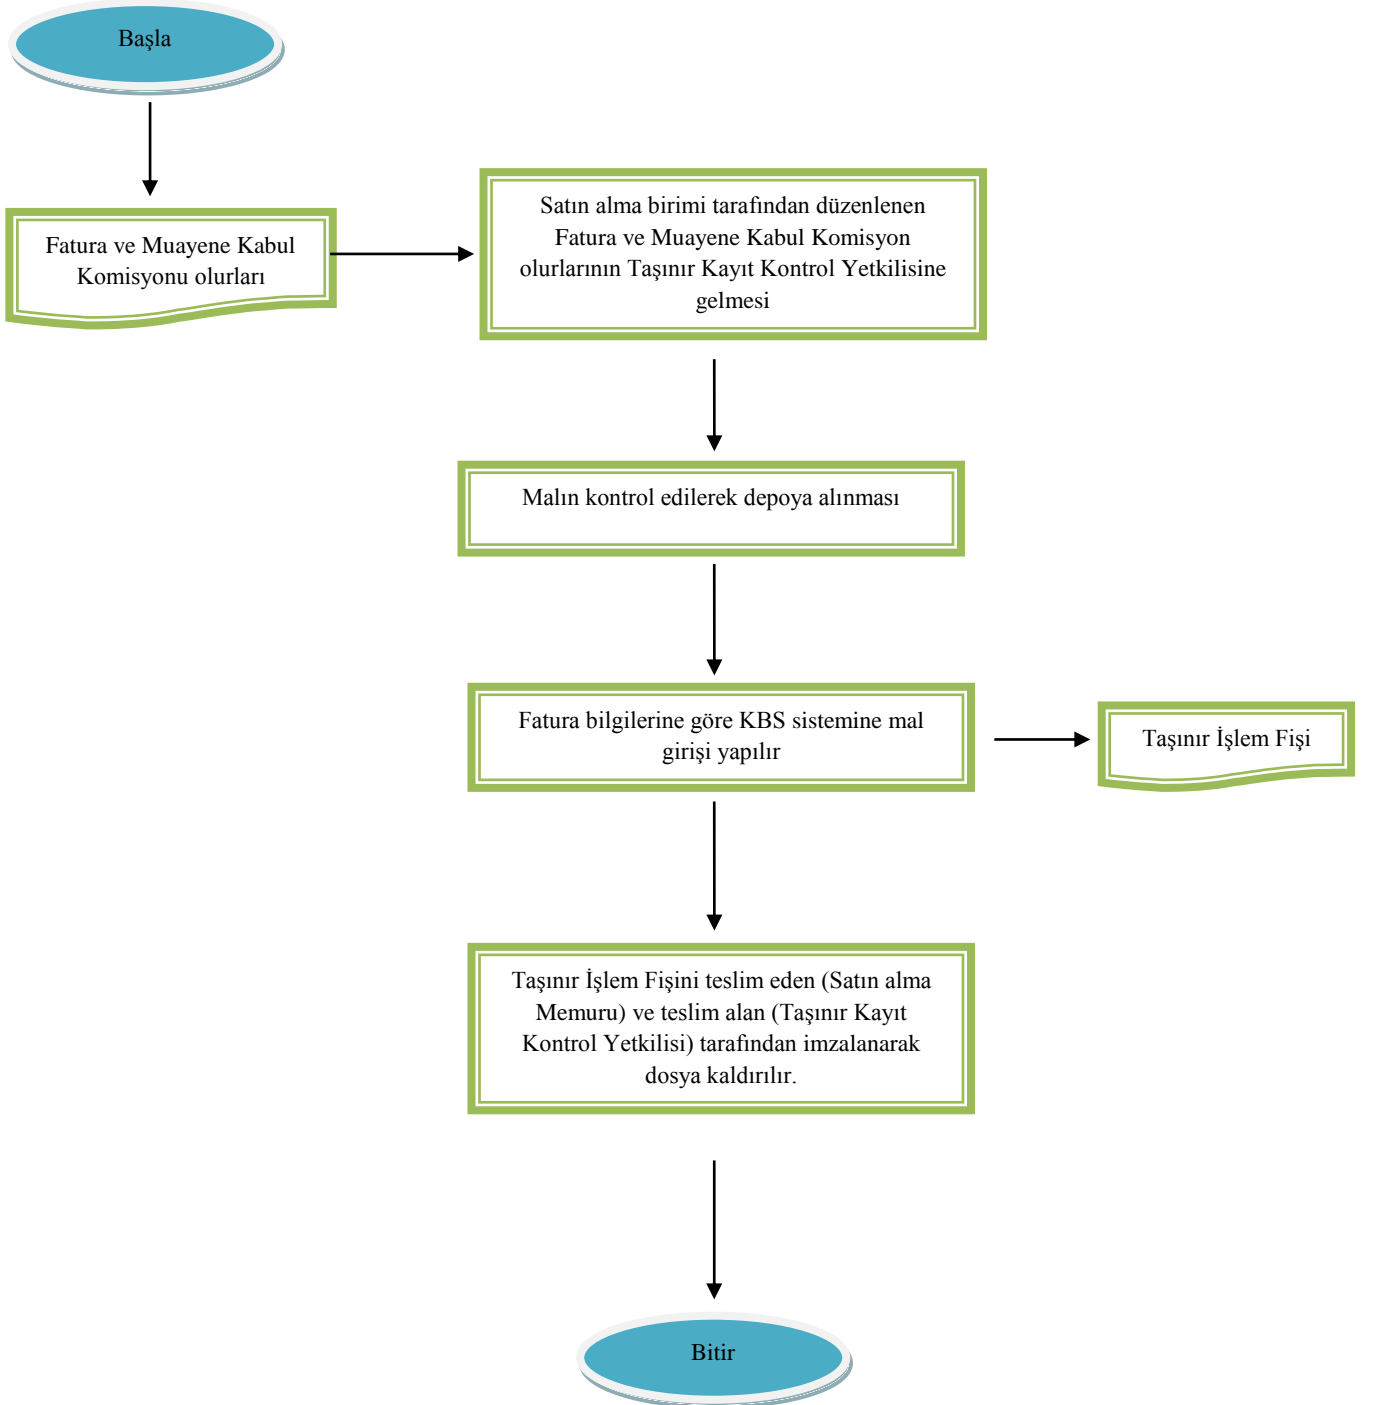 Başla
Fatura ve Muayene Kabul
Komisyonu olurları
Satın alma birimi tarafından düzenlenen
Fatura ve Muayene Kabul Komisyon
olurlarının Taşınır Kayıt Kontrol Yetkilisine
gelmesi
Malın kontrol edilerek depoya alınması
Fatura bilgilerine göre KBS sistemine mal
girişi yapılır
Taşınır İşlem Fişi
Taşınır İşlem Fişini teslim eden (Satın alma
Memuru) ve teslim alan (Taşınır Kayıt
Kontrol Yetkilisi) tarafından imzalanarak
dosya kaldırılır.
Bitir